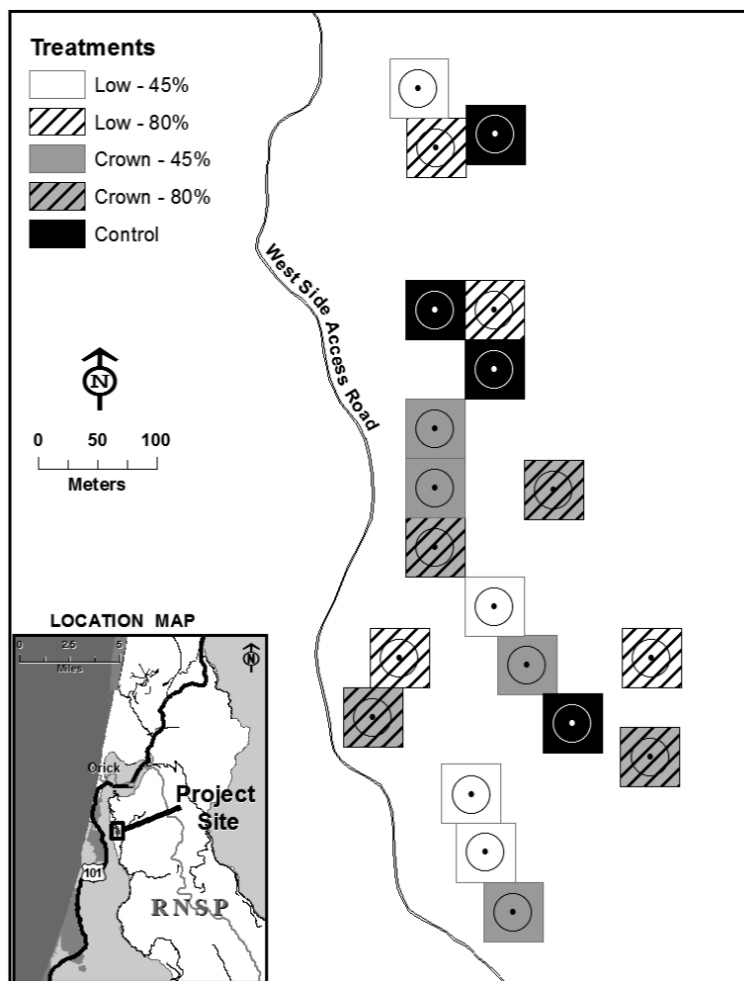 Treatments
Low - 45%
Low - 80%
Crown - 45%
Crown - 80%
Control
West Side Access Road
N
0 50 100
Meters
LOCATION MAP
0 2.5 5
Miles
N
Orick
Project
Site
101
RNSP